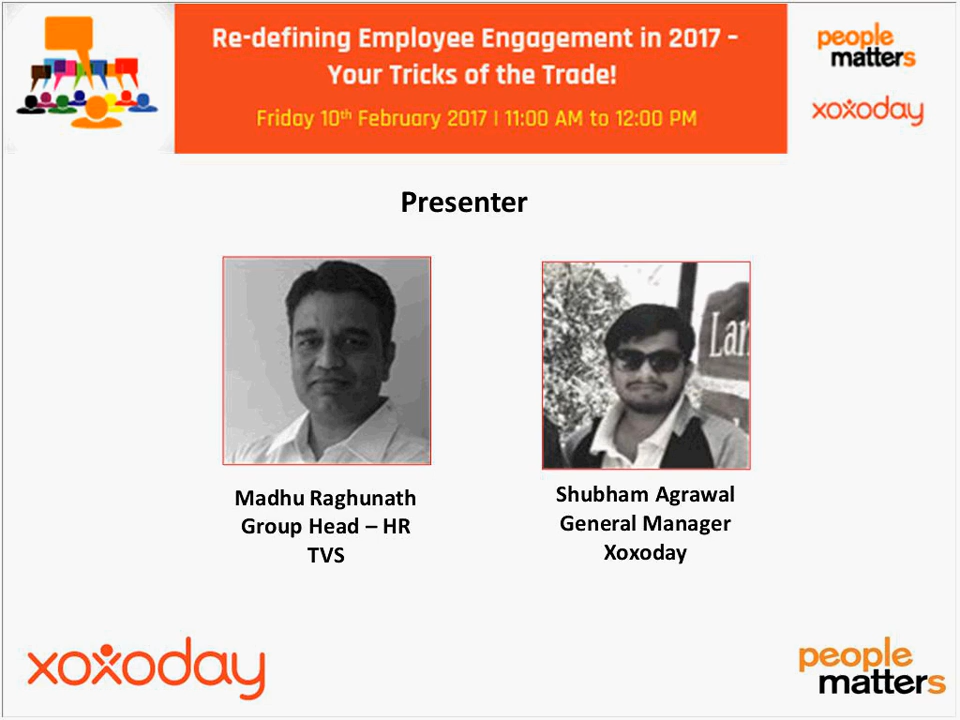 Re-defining Employee Engagement in 2017 -
Your Tricks of the Trade!
Friday 10th February 2017 | 11:00 AM to 12:00 PM
people
matters
xoxoday
Presenter
Lan
Madhu Raghunath
Group Head – HR
TVS
Shubham Agrawal
General Manager
Xoxoday
xoxoday
people
matters